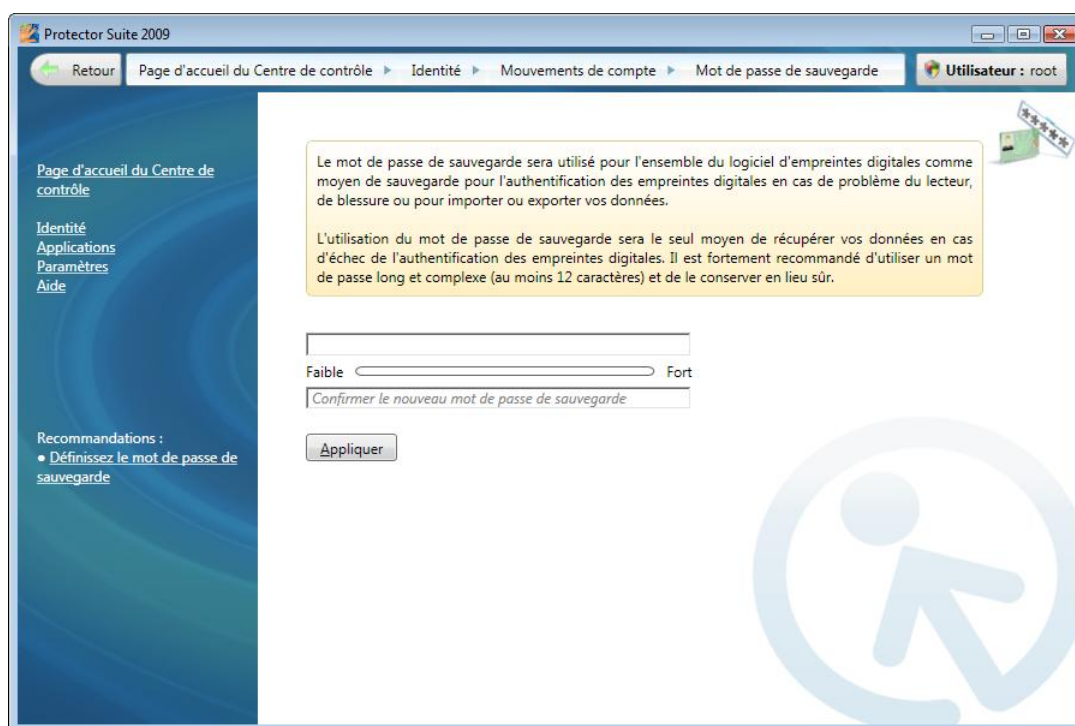 Protector Suite 2009
Retour Page d'accueil du Centre de contrôle Identité Mouvements de compte Mot de passe de sauvegarde Utilisateur : root
Page d'accueil du Centre de
contrôle
Identité
Applications
Paramètres
Aide
Recommandations :
• Définissez le mot de passe de
sauvegarde
Le mot de passe de sauvegarde sera utilisé pour l'ensemble du logiciel d'empreintes digitales comme
moyen de sauvegarde pour l'authentification des empreintes digitales en cas de problème du lecteur,
de blessure ou pour importer ou exporter vos données.
L'utilisation du mot de passe de sauvegarde sera le seul moyen de récupérer vos données en cas
d'échec de l'authentification des empreintes digitales. Il est fortement recommandé d'utiliser un mot
de passe long et complexe (au moins 12 caractères) et de le conserver en lieu sûr.
Faible Fort
Confirmer le nouveau mot de passe de sauvegarde
Appliquer